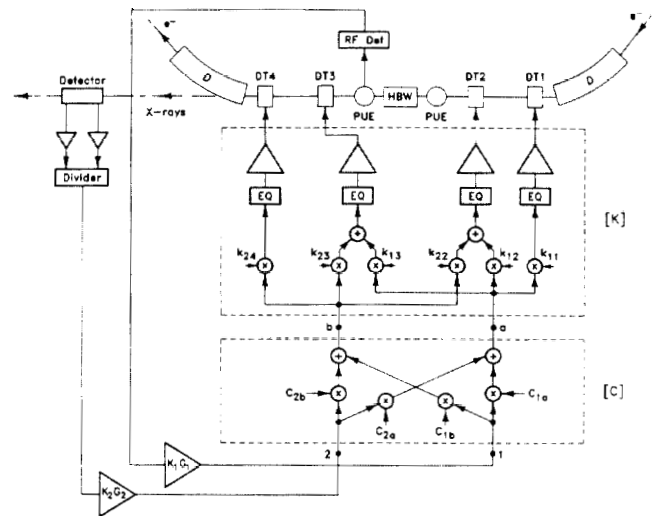 e⁻
e⁻
RF Det
D
DT4
DT3
DT2
DT1
D
Detector
X-rays
PUE
HBW
PUE
Divider
EQ
EQ
EQ
EQ
[K]
k24
k23
k13
k22
k12
k11
b
a
C2b
C1a
[C]
C2a
C1b
2
1
K1G1
K2G2